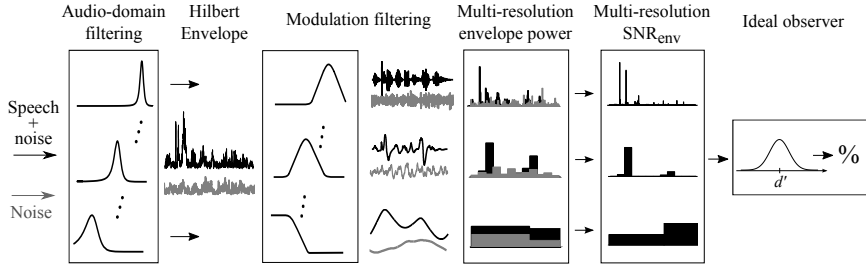 Audio-domain
filtering
Hilbert
Envelope
Modulation filtering
Multi-resolution
envelope power
Multi-resolution
SNRenv
Ideal observer
Speech
+
noise
Noise
d'
%